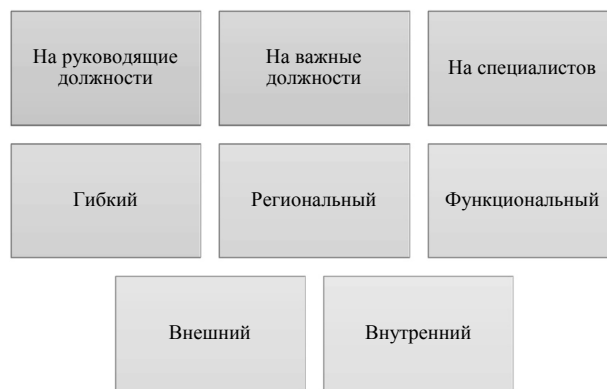 На руководящие
должности
На важные
должности
На специалистов
Гибкий
Региональный
Функциональный
Внешний
Внутренний